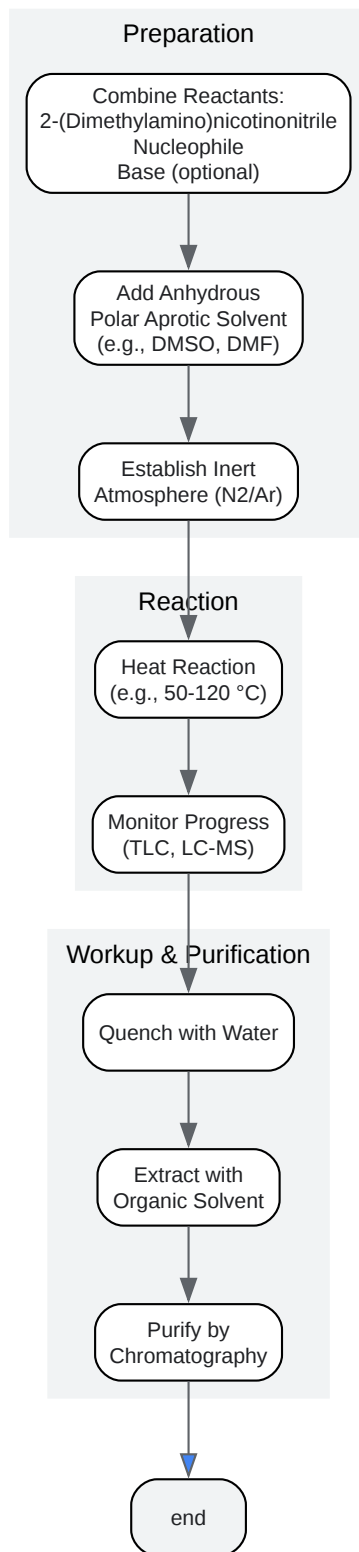 Preparation
Combine Reactants:
2-(Dimethylamino)nicotinonitrile
Nucleophile
Base (optional)
Add Anhydrous
Polar Aprotic Solvent
(e.g., DMSO, DMF)
Establish Inert
Atmosphere (N2/Ar)
Reaction
Heat Reaction
(e.g., 50-120 °C)
Monitor Progress
(TLC, LC-MS)
Workup & Purification
Quench with Water
Extract with
Organic Solvent
Purify by
Chromatography
end